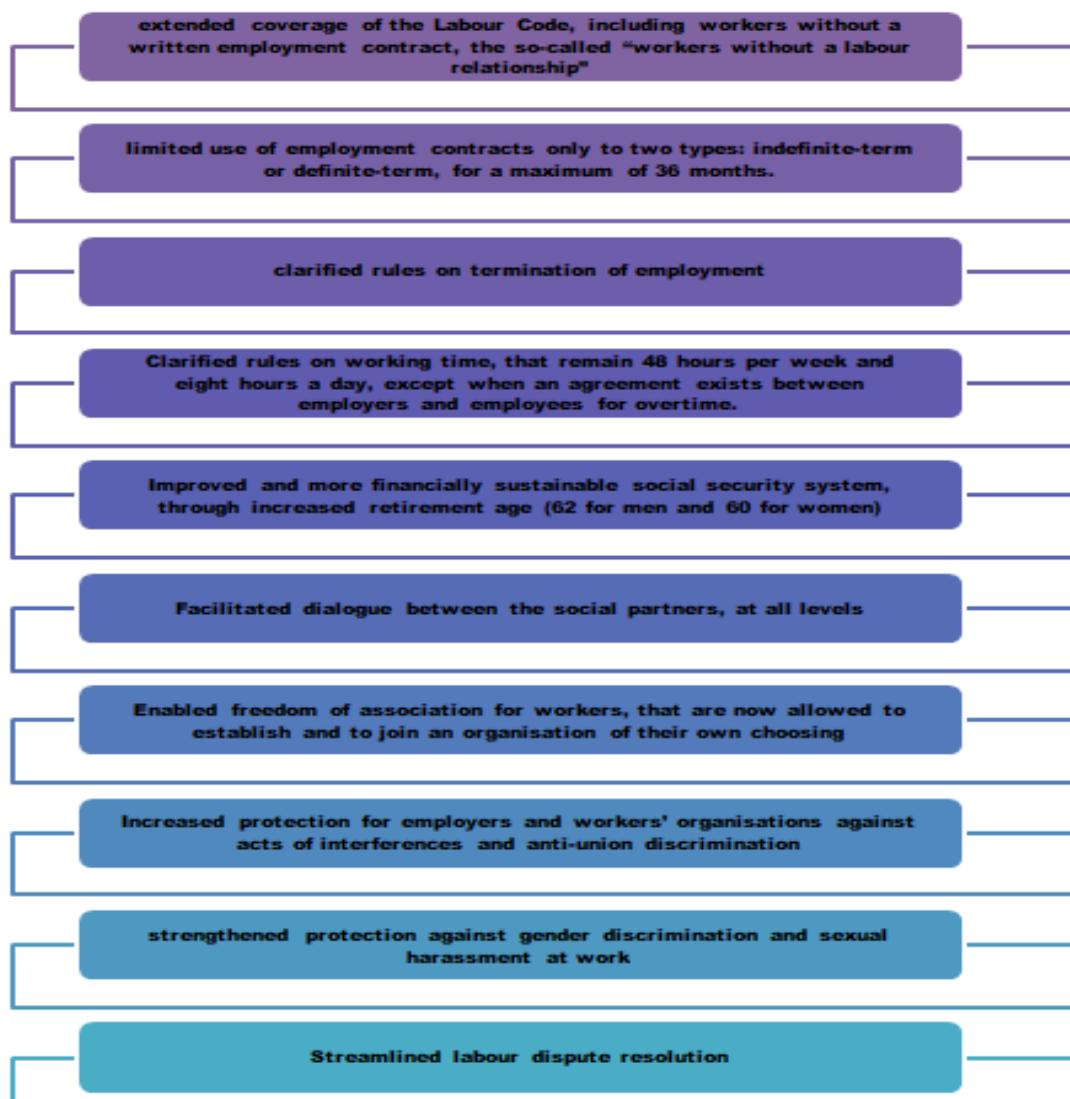 extended coverage of the Labour Code, including workers without a
written employment contract, the so-called “workers without a labour
relationship”
limited use of employment contracts only to two types: indefinite-term
or definite-term, for a maximum of 36 months.
clarified rules on termination of employment
Clarified rules on working time, that remain 48 hours per week and
eight hours a day, except when an agreement exists between
employers and employees for overtime.
Improved and more financially sustainable social security system,
through increased retirement age (62 for men and 60 for women)
Facilitated dialogue between the social partners, at all levels
Enabled freedom of association for workers, that are now allowed to
establish and to join an organisation of their own choosing
Increased protection for employers and workers’ organisations against
acts of interferences and anti-union discrimination
strengthened protection against gender discrimination and sexual
harassment at work
Streamlined labour dispute resolution